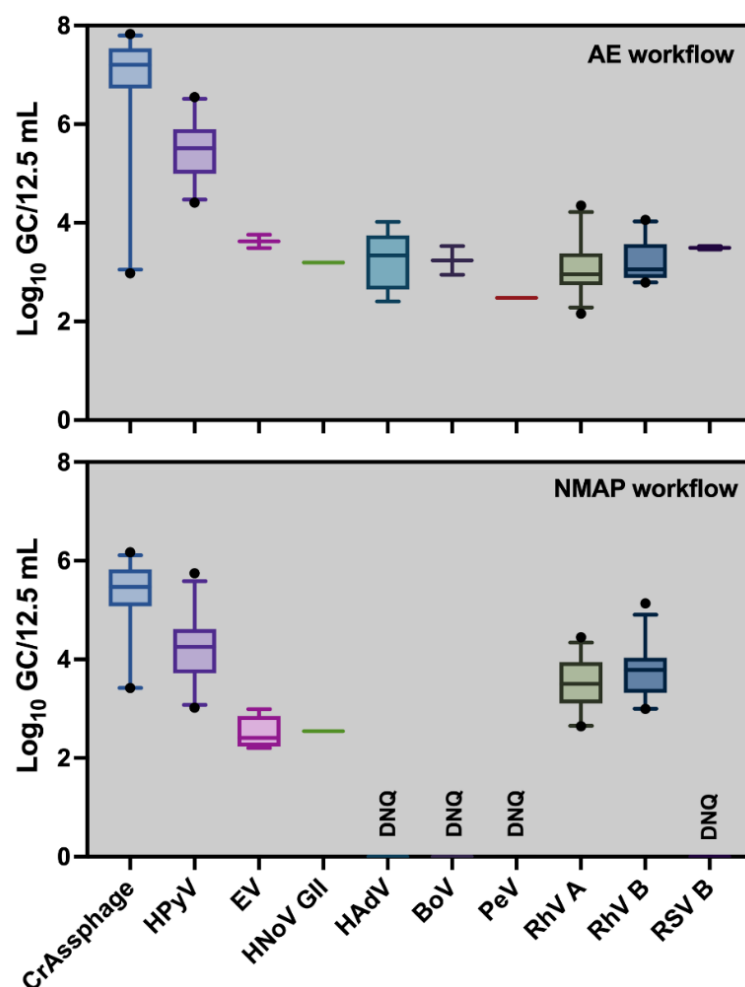 8
AE workflow
6
4
2
0
Log10 GC/12.5 mL
8
NMAP workflow
6
4
2
0
Log10 GC/12.5 mL
DNQ
DNQ
DNQ
DNQ
CrAssphage
HPyV
EV
HNoV GII
HAdV
BoV
PeV
RhV A
RhV B
RSV B